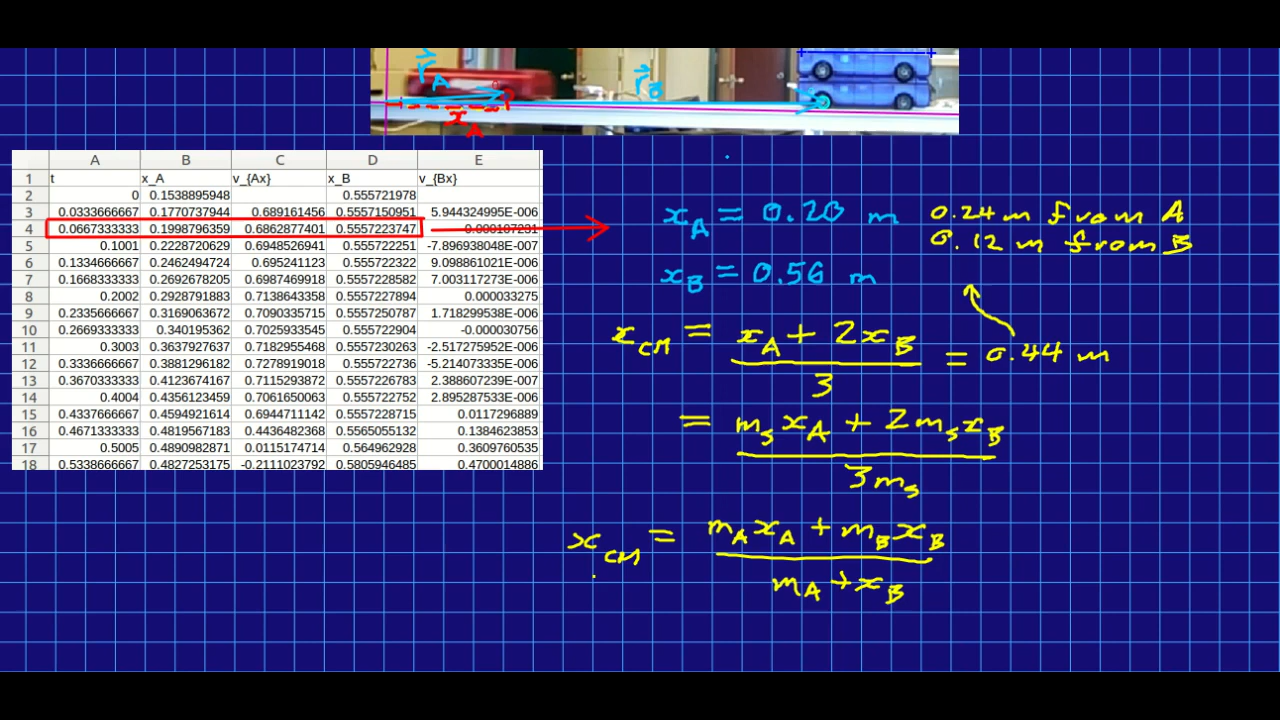 r⃗_A
r⃗_B
x_A
A B C D E
1 t x_A v_{Ax} x_B v_{Bx}
2 0 0.1538895948 0.555721978
3 0.0333666667 0.1770737944 0.689161456 0.5557150951 5.944324995E-006
4 0.0667333333 0.1998796359 0.6862877401 0.5557223747 0.000107231
5 0.1001 0.2228720629 0.6948526941 0.555722251 -7.896938048E-007
6 0.1334666667 0.2462494724 0.695241123 0.555722322 9.098861021E-006
7 0.1668333333 0.2692678205 0.6987469918 0.5557228582 7.003117273E-006
8 0.2002 0.2928791883 0.7138643358 0.5557227894 0.000033275
9 0.2335666667 0.3169063672 0.7090335715 0.5557250787 1.718299538E-006
10 0.2669333333 0.340195362 0.7025593545 0.555722904 -0.000030756
11 0.3003 0.3637927637 0.7182955468 0.5557230263 -2.517275952E-006
12 0.3336666667 0.3881296182 0.7278819018 0.555722736 -5.214073335E-006
13 0.3670333333 0.4123674167 0.7115293872 0.5557226783 2.388607239E-007
14 0.4004 0.4356123459 0.7061650063 0.555722752 2.895287533E-006
15 0.4337666667 0.4594921614 0.6944711142 0.5557228715 0.0117296889
16 0.4671333333 0.4819567183 0.4436482368 0.5565055132 0.1384623853
17 0.5005 0.4890982871 0.0115174714 0.564962928 0.3609760535
18 0.5338666667 0.4827253175 -0.2111023792 0.5805946485 0.4700014886
x_A = 0.20 m
x_B = 0.56 m
0.24 m from A
0.12 m from B
x_CM = (x_A + 2x_B)/3 = 0.44 m
= (m_s x_A + 2m_s x_B)/3m_s
x_CM = (m_A x_A + m_B x_B)/(m_A + x_B)